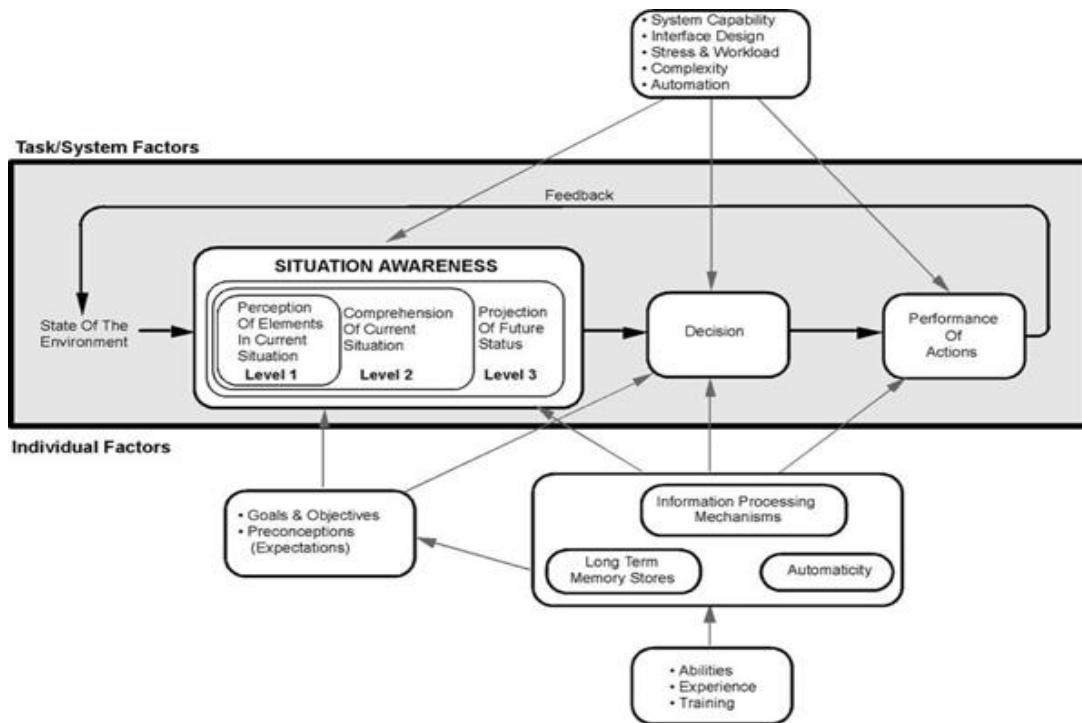 • System Capability
• Interface Design
• Stress & Workload
• Complexity
• Automation
Task/System Factors
Feedback
SITUATION AWARENESS
State Of The
Environment
Perception
Of Elements
In Current
Situation
Level 1
Comprehension
Of Current
Situation
Level 2
Projection
Of Future
Status
Level 3
Decision
Performance
Of
Actions
Individual Factors
• Goals & Objectives
• Preconceptions
(Expectations)
Information Processing
Mechanisms
Long Term
Memory Stores
Automaticity
• Abilities
• Experience
• Training